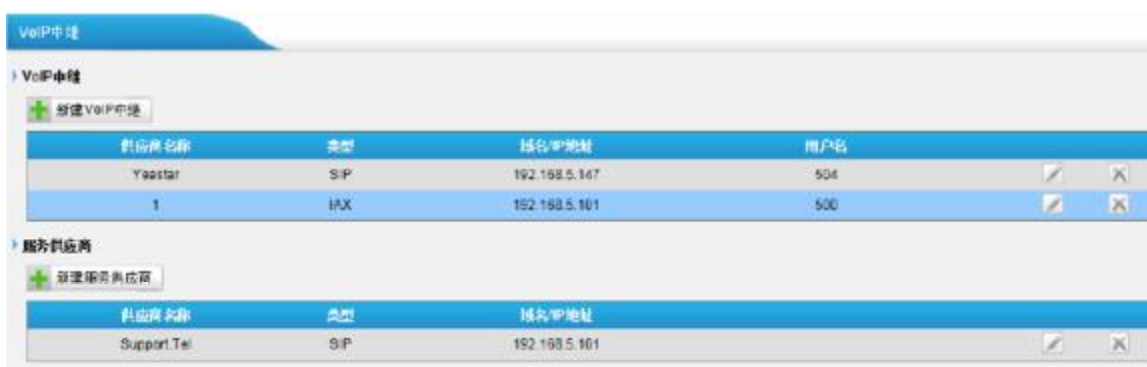 VoIP中继
VoIP中继
新建VoIP中继
供应商名称 类型 域名/IP地址 用户名
Yeastar SIP 192.168.5.147 504
1 IAX 192.168.5.101 500
服务供应商
新建服务供应商
供应商名称 类型 域名/IP地址
Support.Tel SIP 192.168.5.101